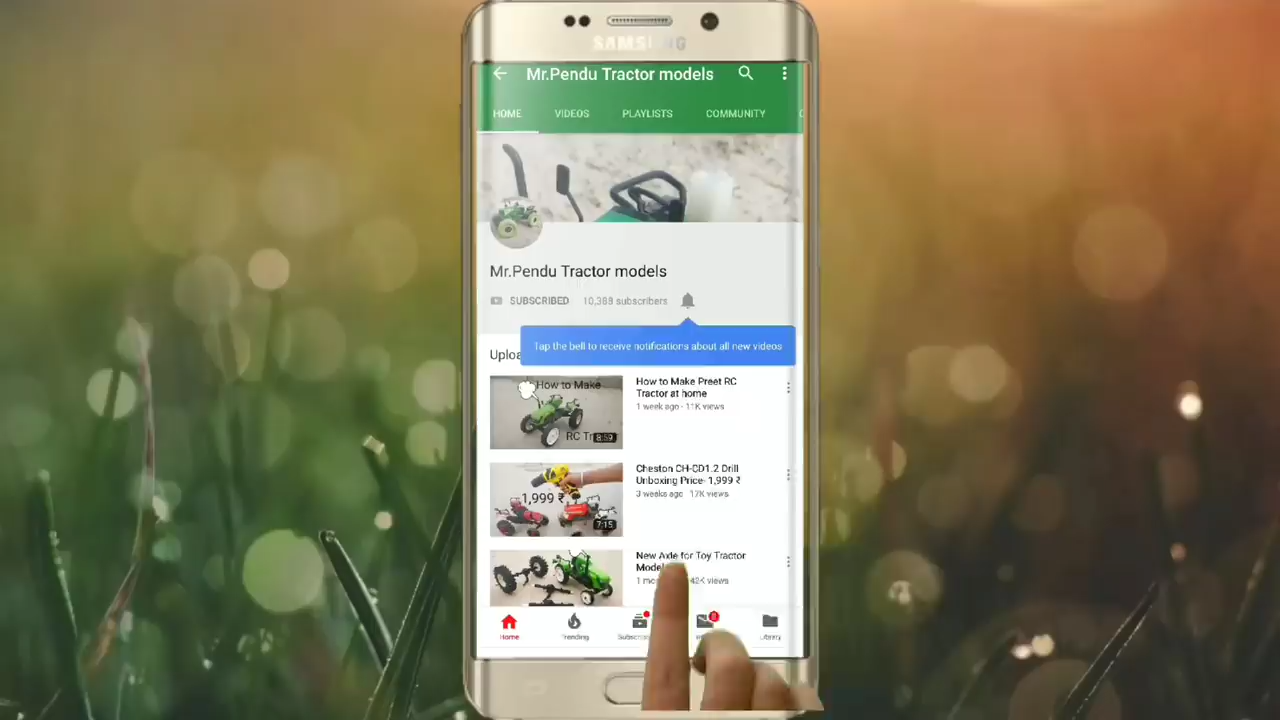 SAMSUNG
Mr.Pendu Tractor models
HOME VIDEOS PLAYLISTS COMMUNITY
Mr.Pendu Tractor models
SUBSCRIBED 10,388 subscribers
Tap the bell to receive notifications about all new videos
How to Make
RC
8:59
How to Make Preet RC
Tractor at home
1 week ago · 11K views
1,999 ₹
7:15
Cheston CH-CD1.2 Drill
Unboxing Price- 1,999 ₹
3 weeks ago · 17K views
New Axle for Toy Tractor
42K views
Home Trending Library
8